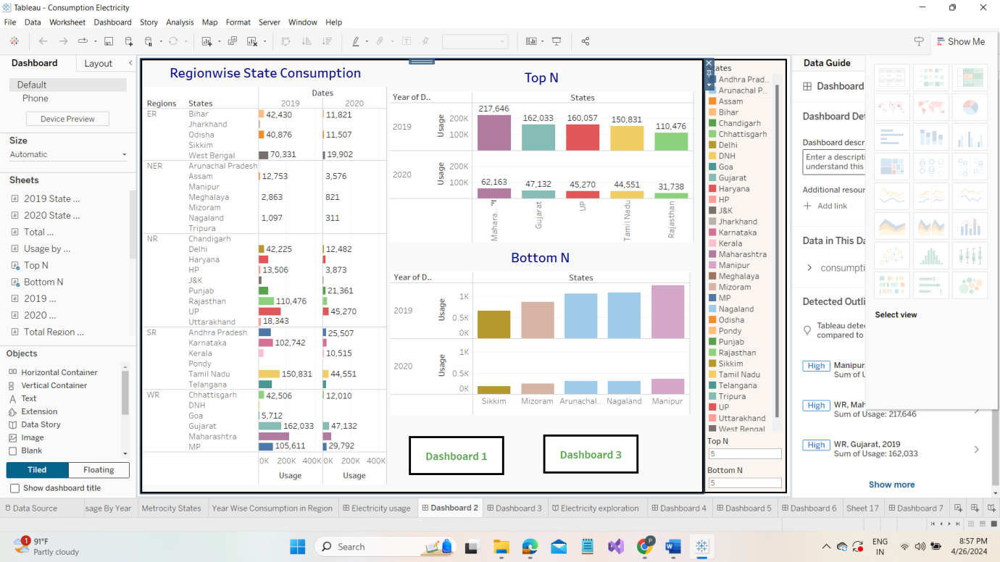 Tableau - Consumption Electricity
File Data Worksheet Dashboard Story Analysis Map Format Server Window Help
Show Me
Dashboard Layout
Default
Phone
Device Preview
Size
Automatic
Sheets
2019 State ...
2020 State ...
Total ...
Usage by ...
Top N
Bottom N
2019 ...
2020 ...
Total Region ...
Objects
Horizontal Container
Vertical Container
Text
Extension
Data Story
Image
Blank
Tiled Floating
Show dashboard title
Regionwise State Consumption
Dates
Regions States 2019 2020
ER Bihar 42,430 11,821
Jharkhand
Odisha 40,876 11,507
Sikkim
West Bengal 70,331 19,902
NER Arunachal Pradesh
Assam 12,753 3,576
Manipur
Meghalaya 2,863 821
Mizoram
Nagaland 1,097 311
Tripura
NR Chandigarh
Delhi 42,225 12,482
Haryana
HP 13,506 3,873
J&K
Punjab 21,361
Rajasthan 110,476
UP 45,270
Uttarakhand 18,343
SR Andhra Pradesh 25,507
Karnataka 102,742
Kerala 10,515
Pondy
Tamil Nadu 150,831 44,551
Telangana
WR Chhattisgarh 42,506 12,010
DNH
Goa 5,712
Gujarat 162,033 47,132
Maharashtra
MP 105,611 29,792
0K 200K 400K 0K 200K 400K
Usage Usage
Top N
Year of D.. States
2019 Usage 200K 100K
217,646 162,033 160,057 150,831 110,476
2020 Usage 200K 100K
62,163 47,132 45,270 44,551 31,738
Mahara.. Gujarat UP Tamil Nadu Rajasthan
Bottom N
Year of D.. States
2019 Usage 1K 0.5K 0K
2020 Usage 1K 0.5K 0K
Sikkim Mizoram Arunachal.. Nagaland Manipur
Dashboard 1 Dashboard 3
tates
Andhra Prad..
Arunachal P..
Assam
Bihar
Chandigarh
Chhattisgarh
Delhi
DNH
Goa
Gujarat
Haryana
HP
J&K
Jharkhand
Karnataka
Kerala
Maharashtra
Manipur
Meghalaya
Mizoram
MP
Nagaland
Odisha
Pondy
Punjab
Rajasthan
Sikkim
Tamil Nadu
Telangana
Tripura
UP
Uttarakhand
West Bengal
Top N
5
Bottom N
5
Data Guide
Dashboard
Dashboard Det
Dashboard descr
Enter a descripti
understand this
Additional resour
Add link
Data in This Da
consumpti
Detected Outli
Tableau detec
compared to
High Manipur,
Sum of U
High WR, Mah
Sum of Usage: 217,646
High WR, Gujarat, 2019
Sum of Usage: 162,033
Show more
Select view
Data Source sage By Year Metrocity States Year Wise Consumption in Region Electricity usage Dashboard 2 Dashboard 3 Electricity exploration Dashboard 4 Dashboard 5 Dashboard 6 Sheet 17 Dashboard 7
1
91°F
Partly cloudy
Search
P
ENG
IN
8:57 PM
4/26/2024